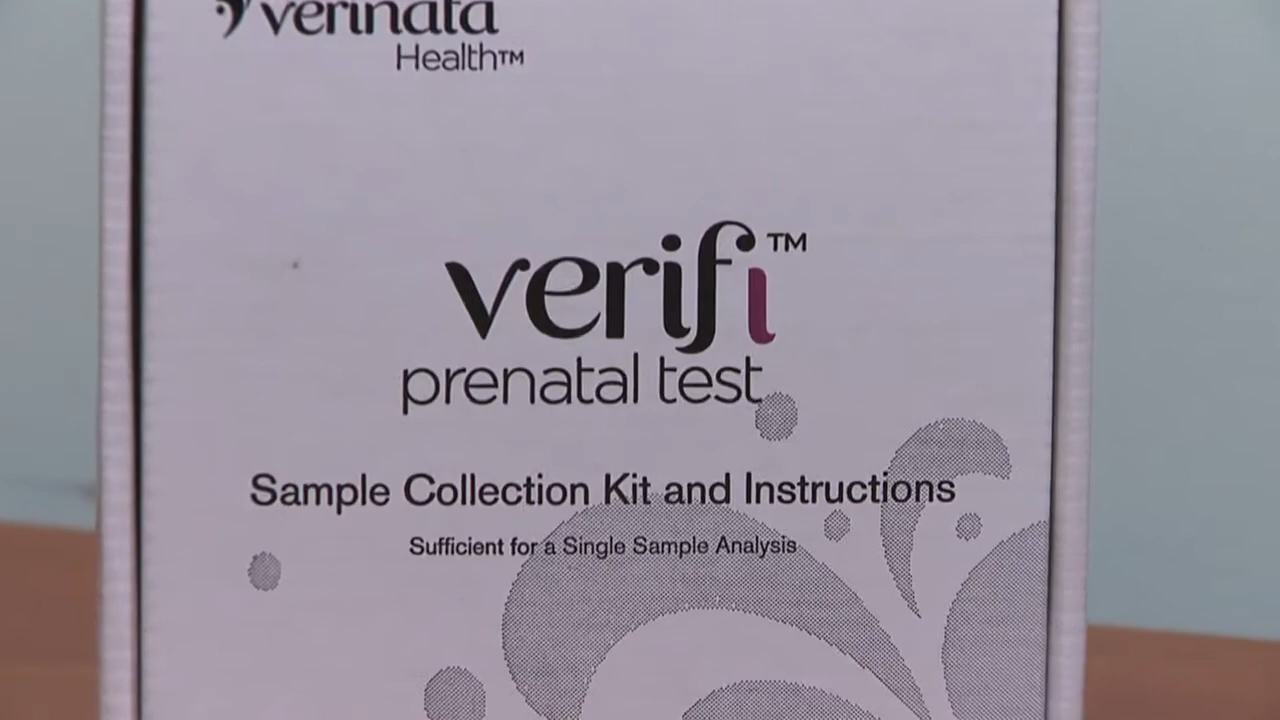 verinata
Health™
verifi™
prenatal test
Sample Collection Kit and Instructions
Sufficient for a Single Sample Analysis